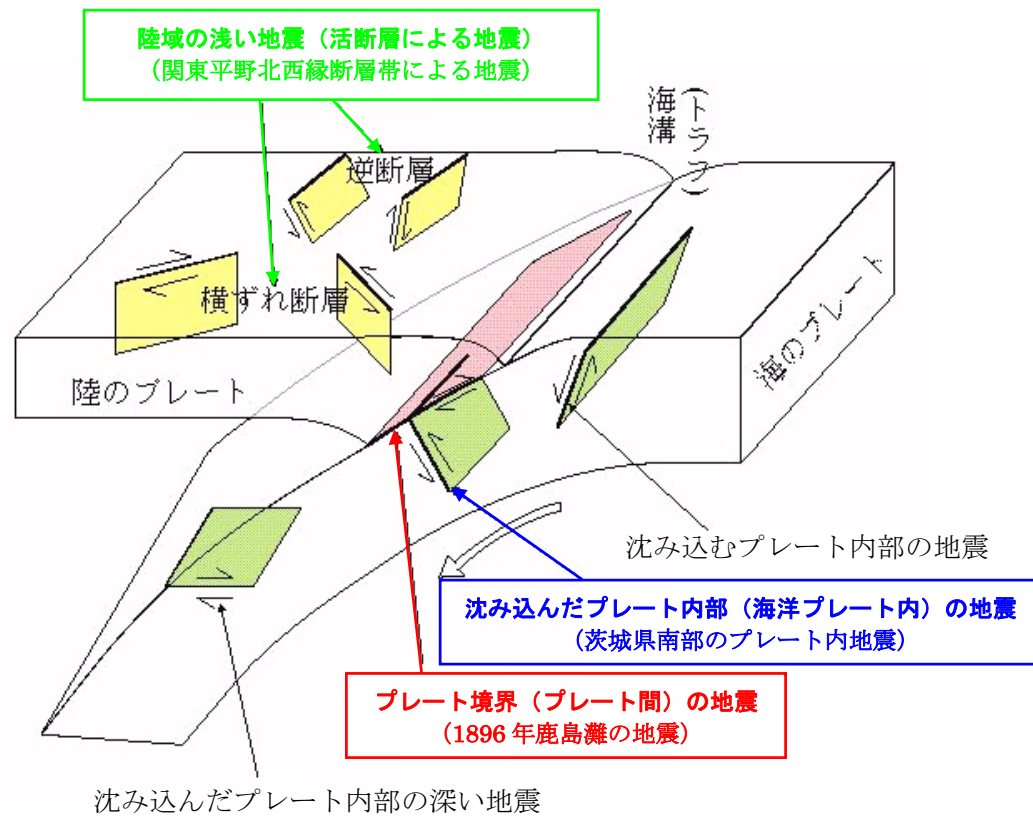 陸域の浅い地震（活断層による地震）
（関東平野北西縁断層帯による地震）
海溝
（トラフ）
逆断層
横ずれ断層
陸のプレート
海のプレート
沈み込むプレート内部の地震
沈み込んだプレート内部（海洋プレート内）の地震
（茨城県南部のプレート内地震）
プレート境界（プレート間）の地震
（1896 年鹿島灘の地震）
沈み込んだプレート内部の深い地震